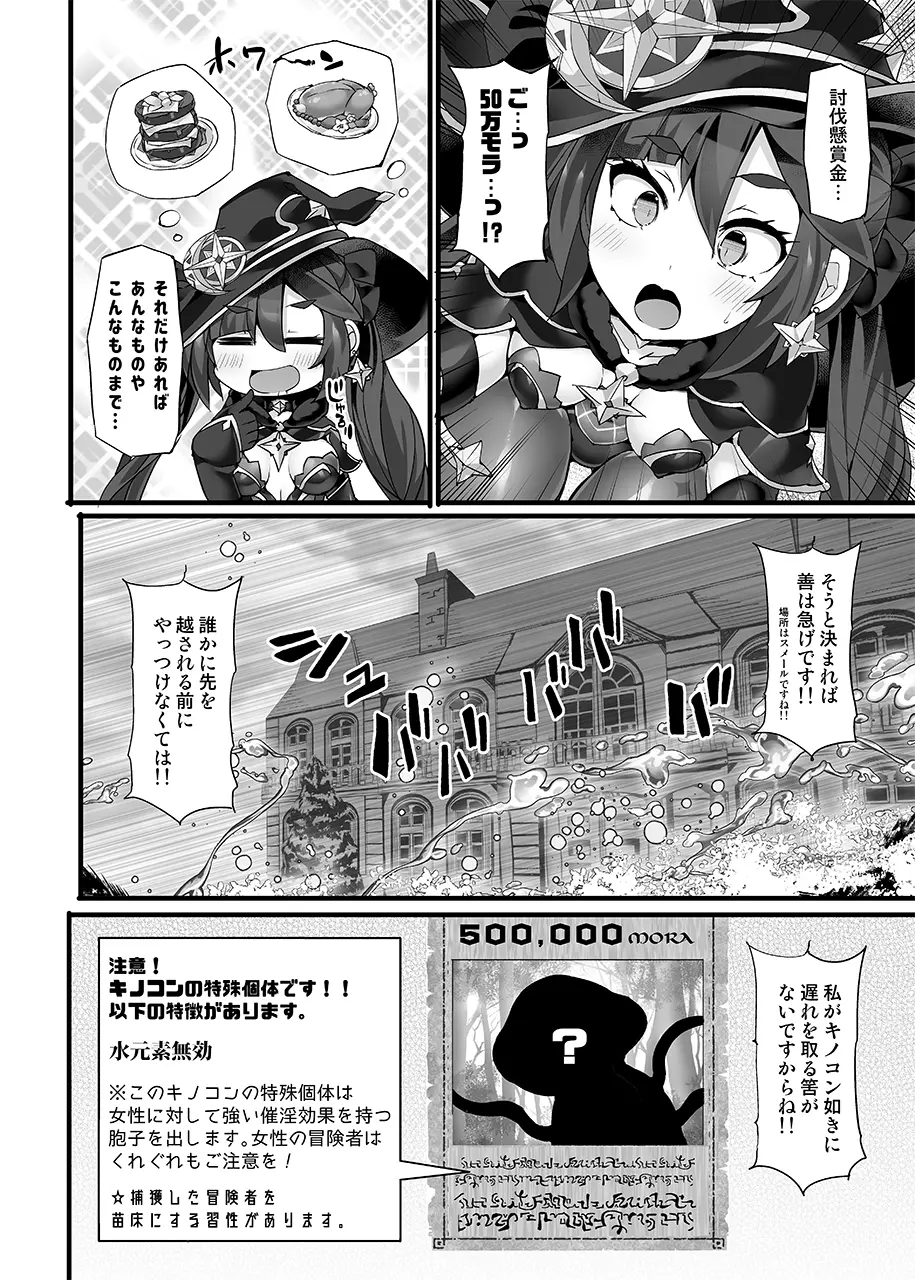 討伐懸賞金…
ご…っ
50万モラ…っ!?
ホワーン
それだけあれば
あんなものや
こんなものまで…
じゅる
そうと決まれば
善は急げです!!
場所はスメールですね!!
誰かに先を
越される前に
やっつけなくては!!
私がキノコン如きに
遅れを取る筈が
ないですからね!!
500,000 MORA
?
注意！
キノコンの特殊個体です！！
以下の特徴があります。
水元素無効
※このキノコンの特殊個体は
女性に対して強い催淫効果を持つ
胞子を出します。女性の冒険者は
くれぐれもご注意を！
☆捕獲した冒険者を
苗床にする習性があります。